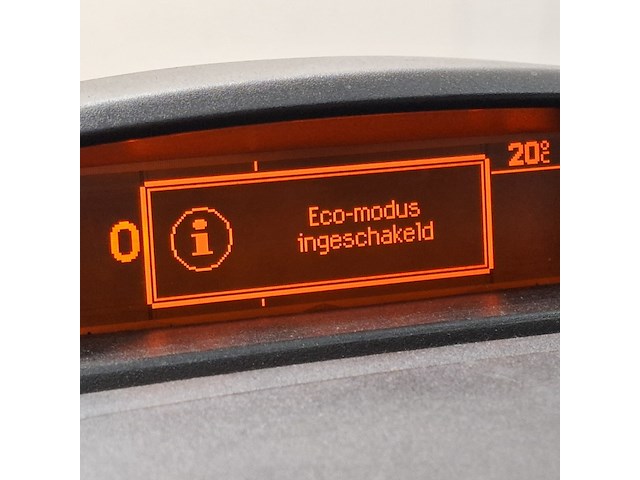 20°C
0
i
Eco-modus
ingeschakeld